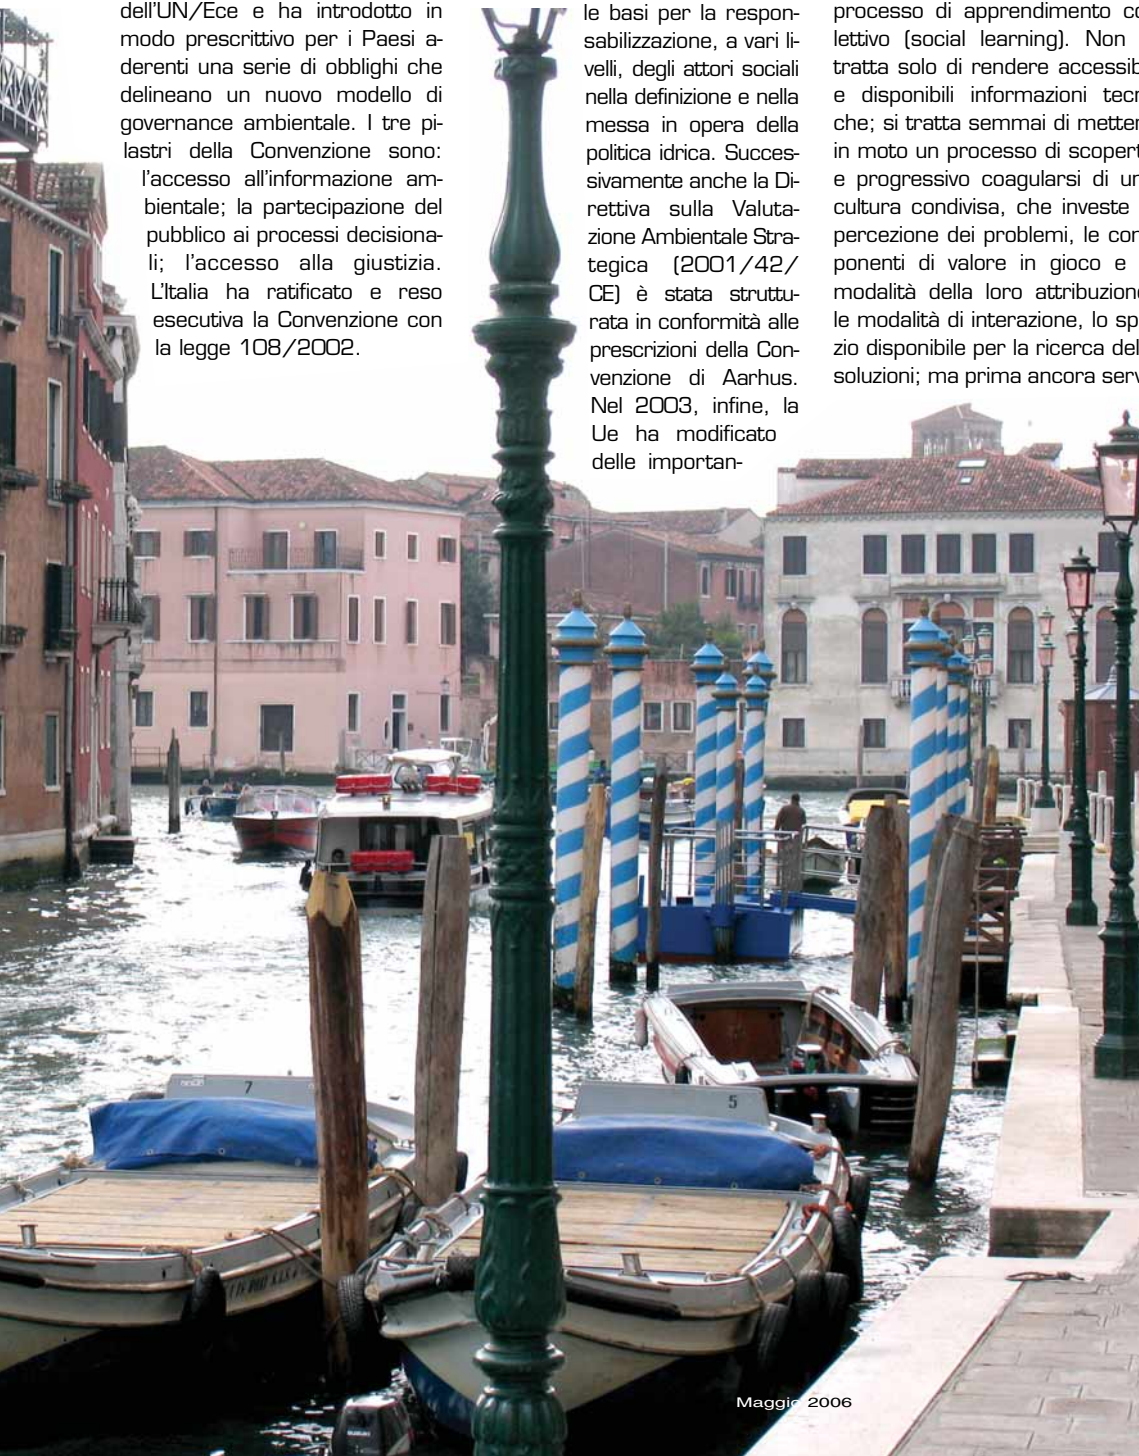 dell'UN/Ece e ha introdotto in
modo prescrittivo per i Paesi a-
derenti una serie di obblighi che
delineano un nuovo modello di
governance ambientale. I tre pi-
lastri della Convenzione sono:
l'accesso all'informazione am-
bientale; la partecipazione del
pubblico ai processi decisiona-
li; l'accesso alla giustizia.
L'Italia ha ratificato e reso
esecutiva la Convenzione con
la legge 108/2002.
le basi per la respon-
sabilizzazione, a vari li-
velli, degli attori sociali
nella definizione e nella
messa in opera della
politica idrica. Succes-
sivamente anche la Di-
rettiva sulla Valuta-
zione Ambientale Stra-
tegica (2001/42/
CE) è stata struttu-
rata in conformità alle
prescrizioni della Con-
venzione di Aarhus.
Nel 2003, infine, la
Ue ha modificato
delle importan-
processo di apprendimento co
lettivo (social learning). Non
tratta solo di rendere accessib
e disponibili informazioni tecn
che; si tratta semmai di metter
in moto un processo di scopert
e progressivo coagularsi di un
cultura condivisa, che investe
percezione dei problemi, le con
ponenti di valore in gioco e
modalità della loro attribuzione
le modalità di interazione, lo sp
zio disponibile per la ricerca del
soluzioni; ma prima ancora serv
7
5
SUZUKI
Maggio 2006